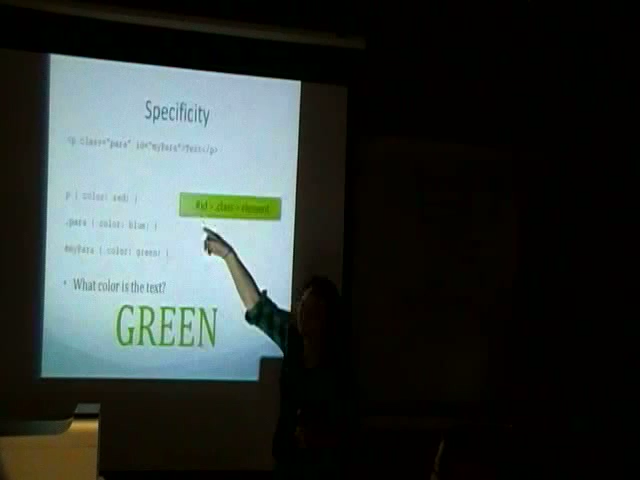 Specificity
<p class="para" id="myPara">Text</p>
p { color: red; }
#id > .class > element
.para { color: blue; }
#myPara { color: green; }
• What color is the text?
GREEN